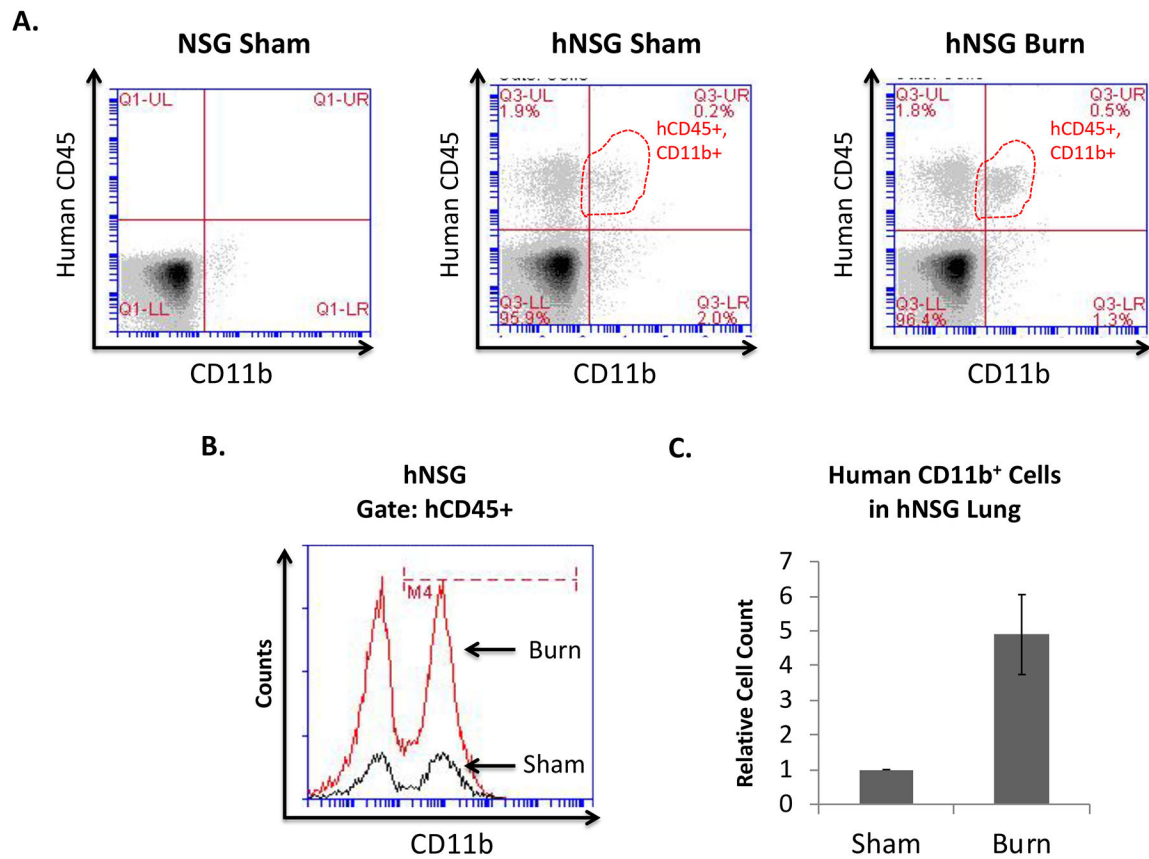 A.
NSG Sham
hNSG Sham
hNSG Burn
Human CD45
Q1-UL
Q1-UR
Q1-LL
Q1-LR
CD11b
Human CD45
Q3-UL
1.9%
Q3-UR
0.2%
hCD45+,
CD11b+
Q3-LL
95.9%
Q3-LR
2.0%
CD11b
Human CD45
Q3-UL
1.8%
Q3-UR
0.5%
hCD45+,
CD11b+
Q3-LL
96.4%
Q3-LR
1.3%
CD11b
B.
hNSG
Gate: hCD45+
Counts
M4
Burn
Sham
CD11b
C.
Human CD11b⁺ Cells
in hNSG Lung
Relative Cell Count
7
6
5
4
3
2
1
0
Sham
Burn